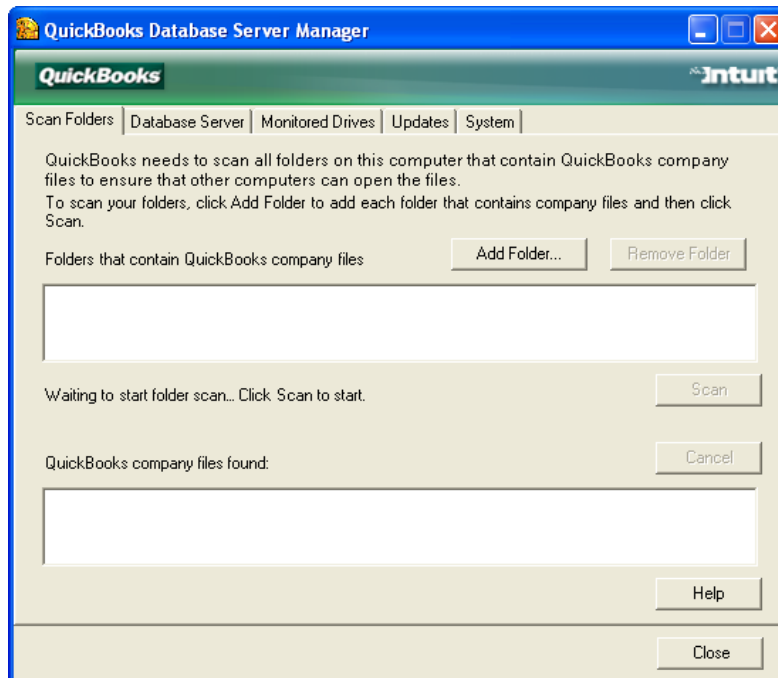 QuickBooks Database Server Manager
QuickBooks
Intuit
Scan Folders Database Server Monitored Drives Updates System
QuickBooks needs to scan all folders on this computer that contain QuickBooks company
files to ensure that other computers can open the files.
To scan your folders, click Add Folder to add each folder that contains company files and then click
Scan.
Folders that contain QuickBooks company files
Add Folder...
Remove Folder
Waiting to start folder scan... Click Scan to start.
Scan
QuickBooks company files found:
Cancel
Help
Close